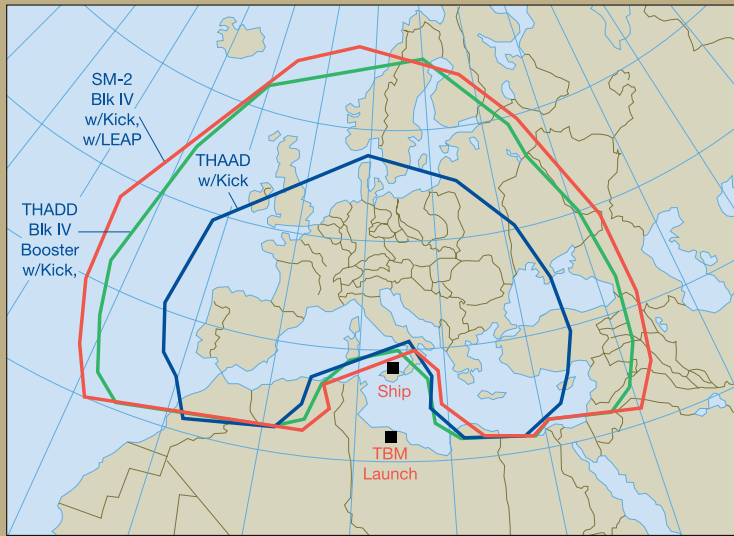 SM-2
Blk IV
w/Kick,
w/LEAP
THAAD
w/Kick
THADD
Blk IV
Booster
w/Kick,
Ship
TBM
Launch